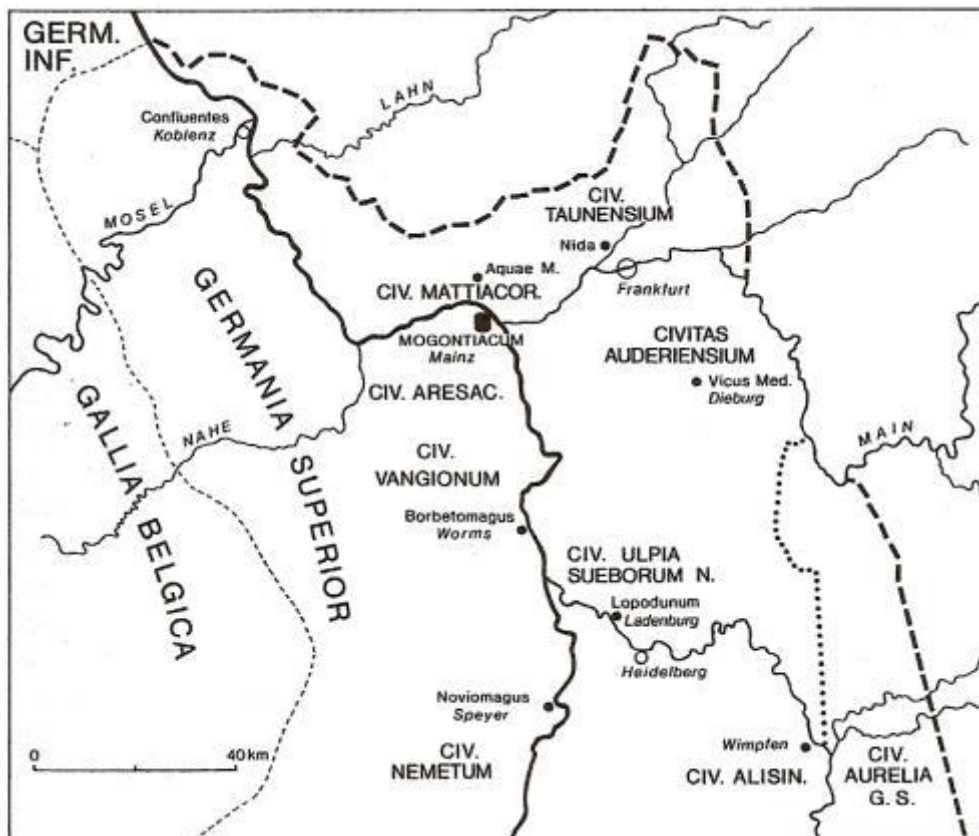 GERM.
INF.
LAHN
Confluentes
Koblenz
MOSEL
CIV.
TAUNENSIUM
Nida
Aquae M.
Frankfurt
CIV. MATTIACOR.
MOGONTIACUM
Mainz
CIVITAS
AUDERIENSIUM
Vicus Med.
Dieburg
GERMANIA
SUPERIOR
GALLIA
BELGICA
CIV. ARESAC.
NAHE
MAIN
CIV.
VANGIONUM
Borbetomagus
Worms
CIV. ULPIA
SUEBORUM N.
Lopodunum
Ladenburg
Heidelberg
Noviomagus
Speyer
0 40km
CIV.
NEMETUM
Wimpfen
CIV. ALISIN.
CIV.
AURELIA
G. S.